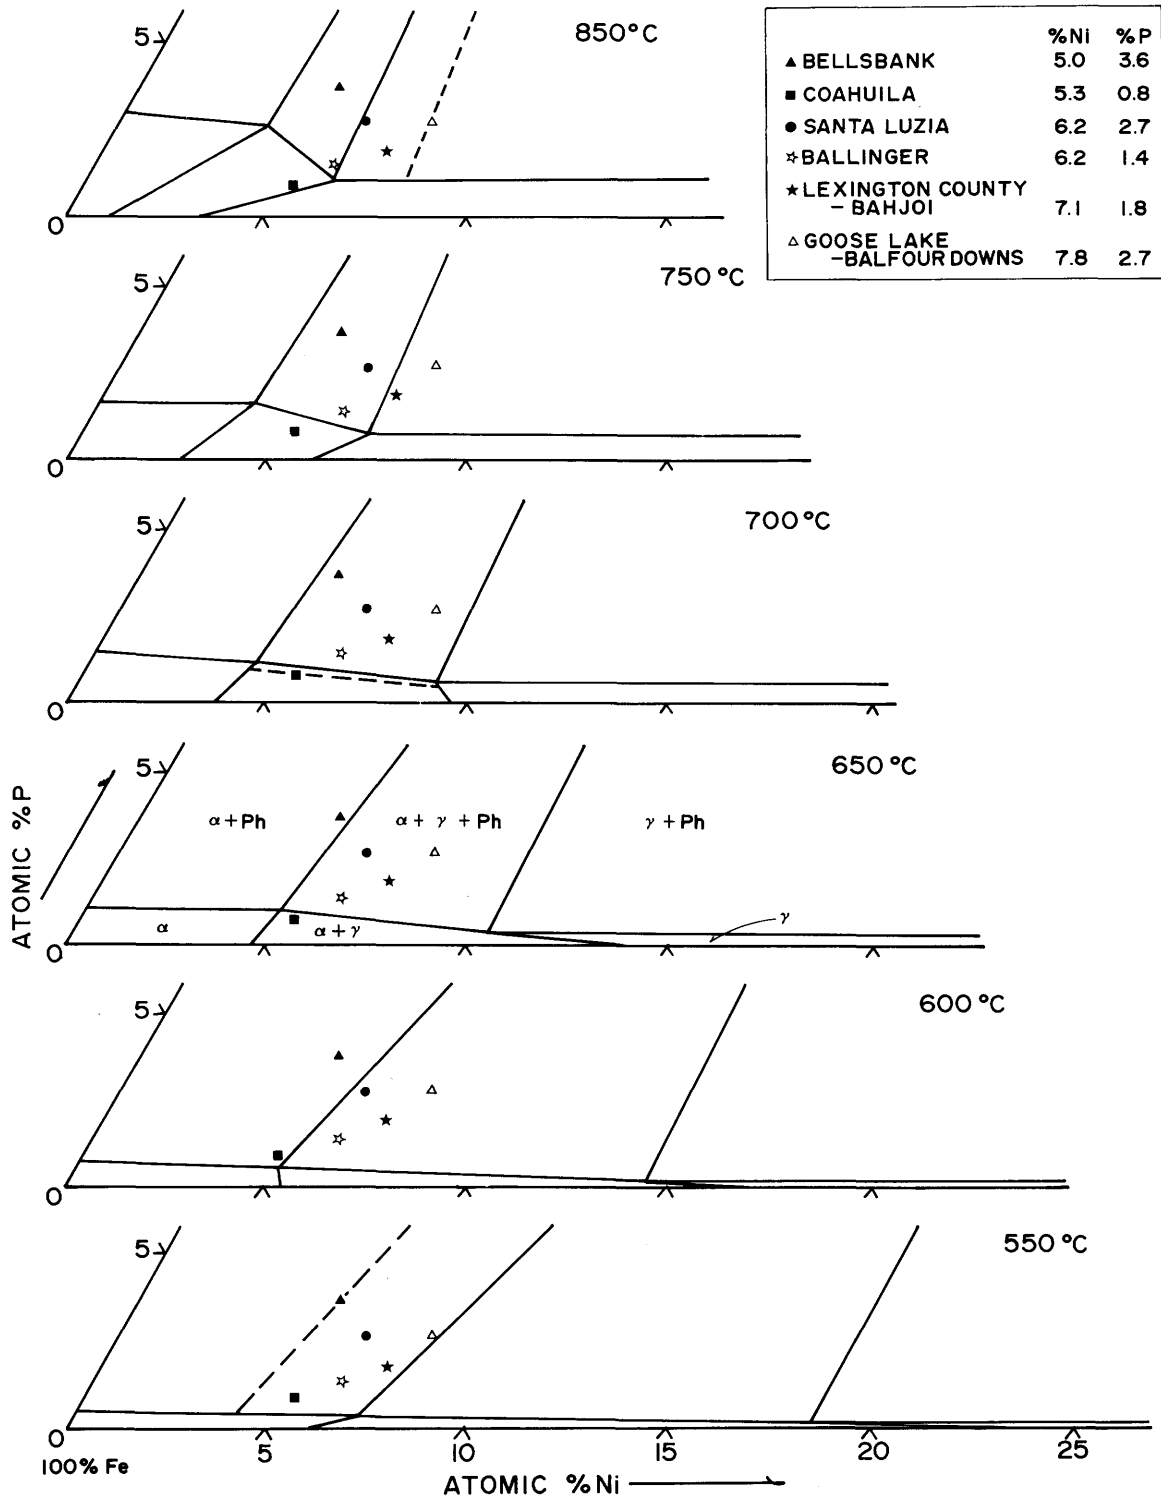 850°C
5
0
%Ni %P
▲ BELLSBANK 5.0 3.6
■ COAHUILA 5.3 0.8
● SANTA LUZIA 6.2 2.7
☆ BALLINGER 6.2 1.4
★ LEXINGTON COUNTY
– BAHJOI 7.1 1.8
△ GOOSE LAKE
–BALFOUR DOWNS 7.8 2.7
750°C
5
0
700°C
5
0
650°C
5
α+Ph
α + γ + Ph
γ + Ph
α
α + γ
γ
0
ATOMIC %P
600°C
5
0
550°C
5
0
5 10 15 20 25
100% Fe
ATOMIC %Ni